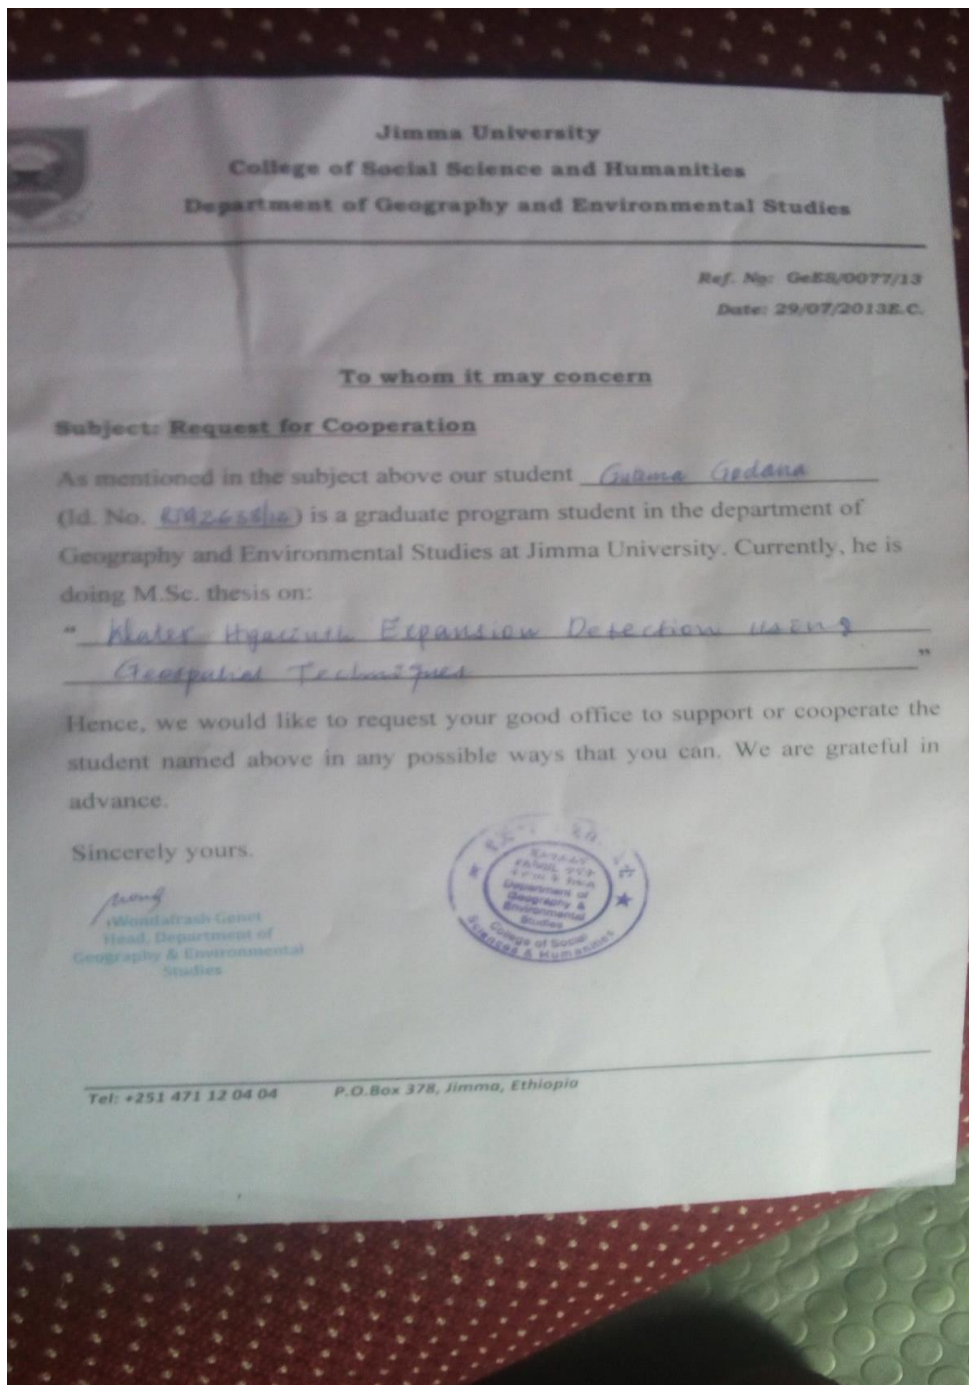 Jimma University
College of Social Science and Humanities
Department of Geography and Environmental Studies
Ref. No: GeES/0077/13
Date: 29/07/2013E.C.
To whom it may concern
Subject: Request for Cooperation
As mentioned in the subject above our student Godana
(Id. No. ) is a graduate program student in the department of
Geography and Environmental Studies at Jimma University. Currently, he is
doing M.Sc. thesis on:
" Water Hyacinth Expansion Detection using
Geospatial Techniques "
Hence, we would like to request your good office to support or cooperate the
student named above in any possible ways that you can. We are grateful in
advance.
Sincerely yours.
Wondafrash Genet
Head, Department of
Geography & Environmental
Studies
Department of
Geography &
Environmental
Studies
College of Social
Sciences & Humanities
Tel: +251 471 12 04 04 P.O.Box 378, Jimma, Ethiopia